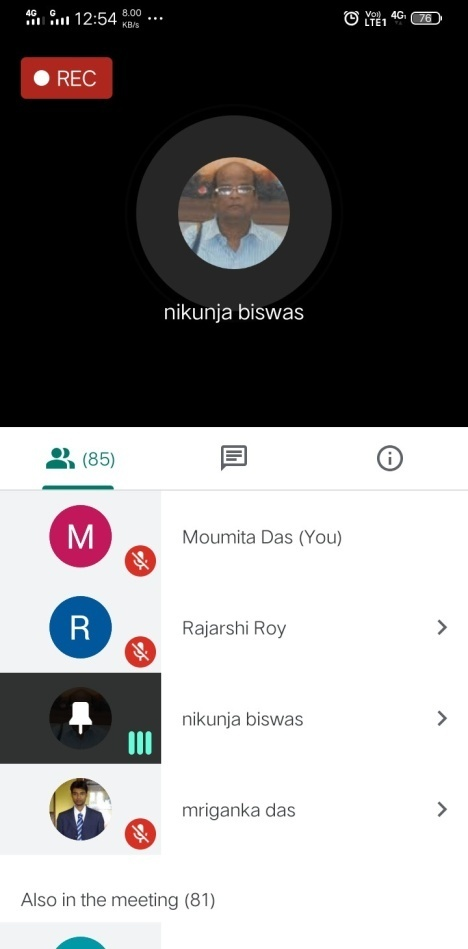 4G G 12:54 8.00 KB/s ... Vo)) LTE1 4G 76
REC
nikunja biswas
(85)
M Moumita Das (You)
R Rajarshi Roy
nikunja biswas
mriganka das
Also in the meeting (81)